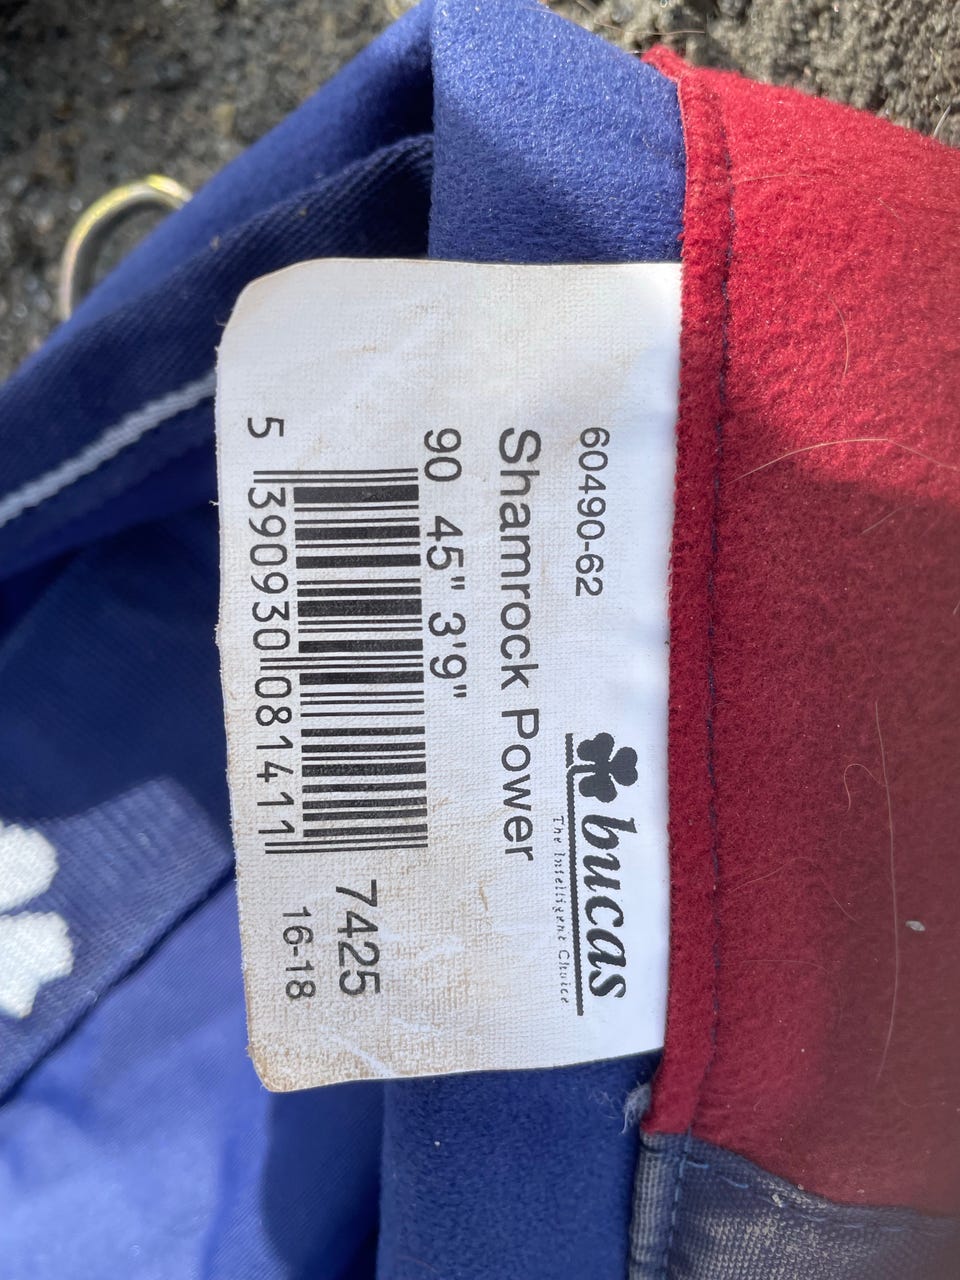 60490-62
bucas
The Intelligent Choice
Shamrock Power
90 45" 3'9"
5 390930 081411
7425
16-18